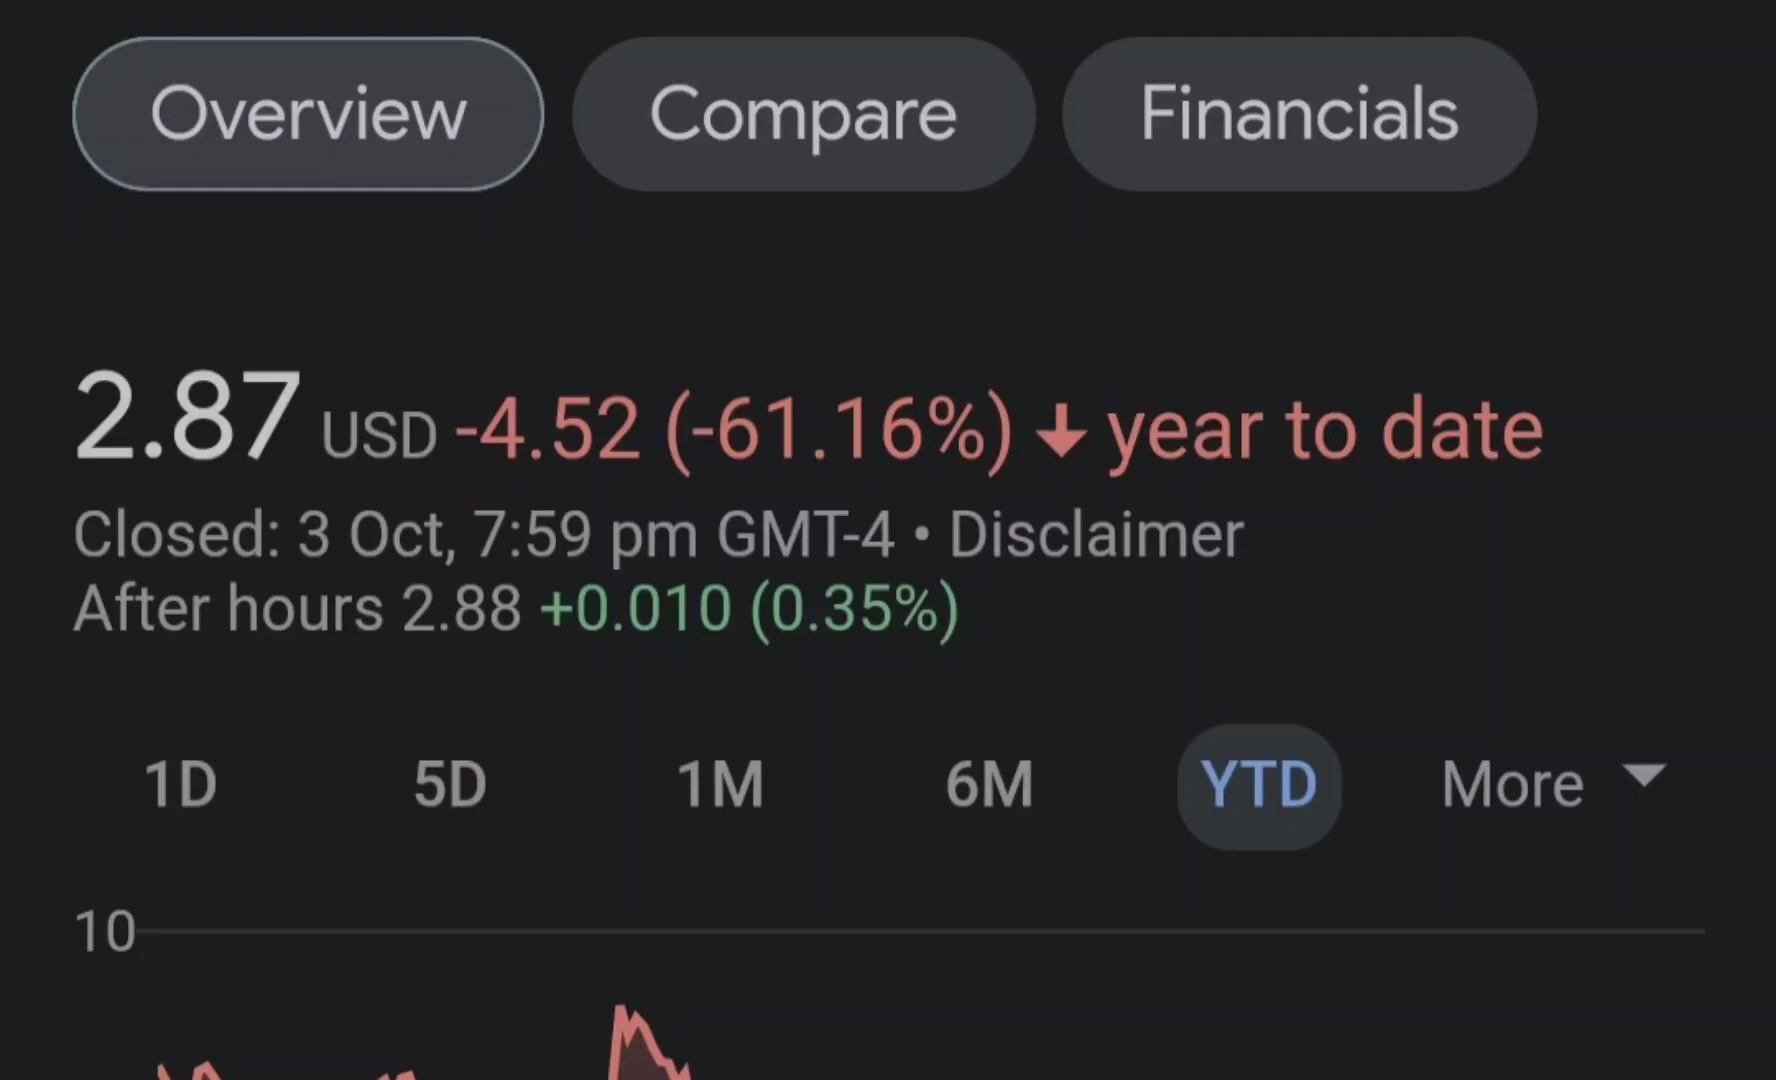 Overview Compare Financials
2.87 USD -4.52 (-61.16%) ↓ year to date
Closed: 3 Oct, 7:59 pm GMT-4 • Disclaimer
After hours 2.88 +0.010 (0.35%)
1D 5D 1M 6M YTD More
10